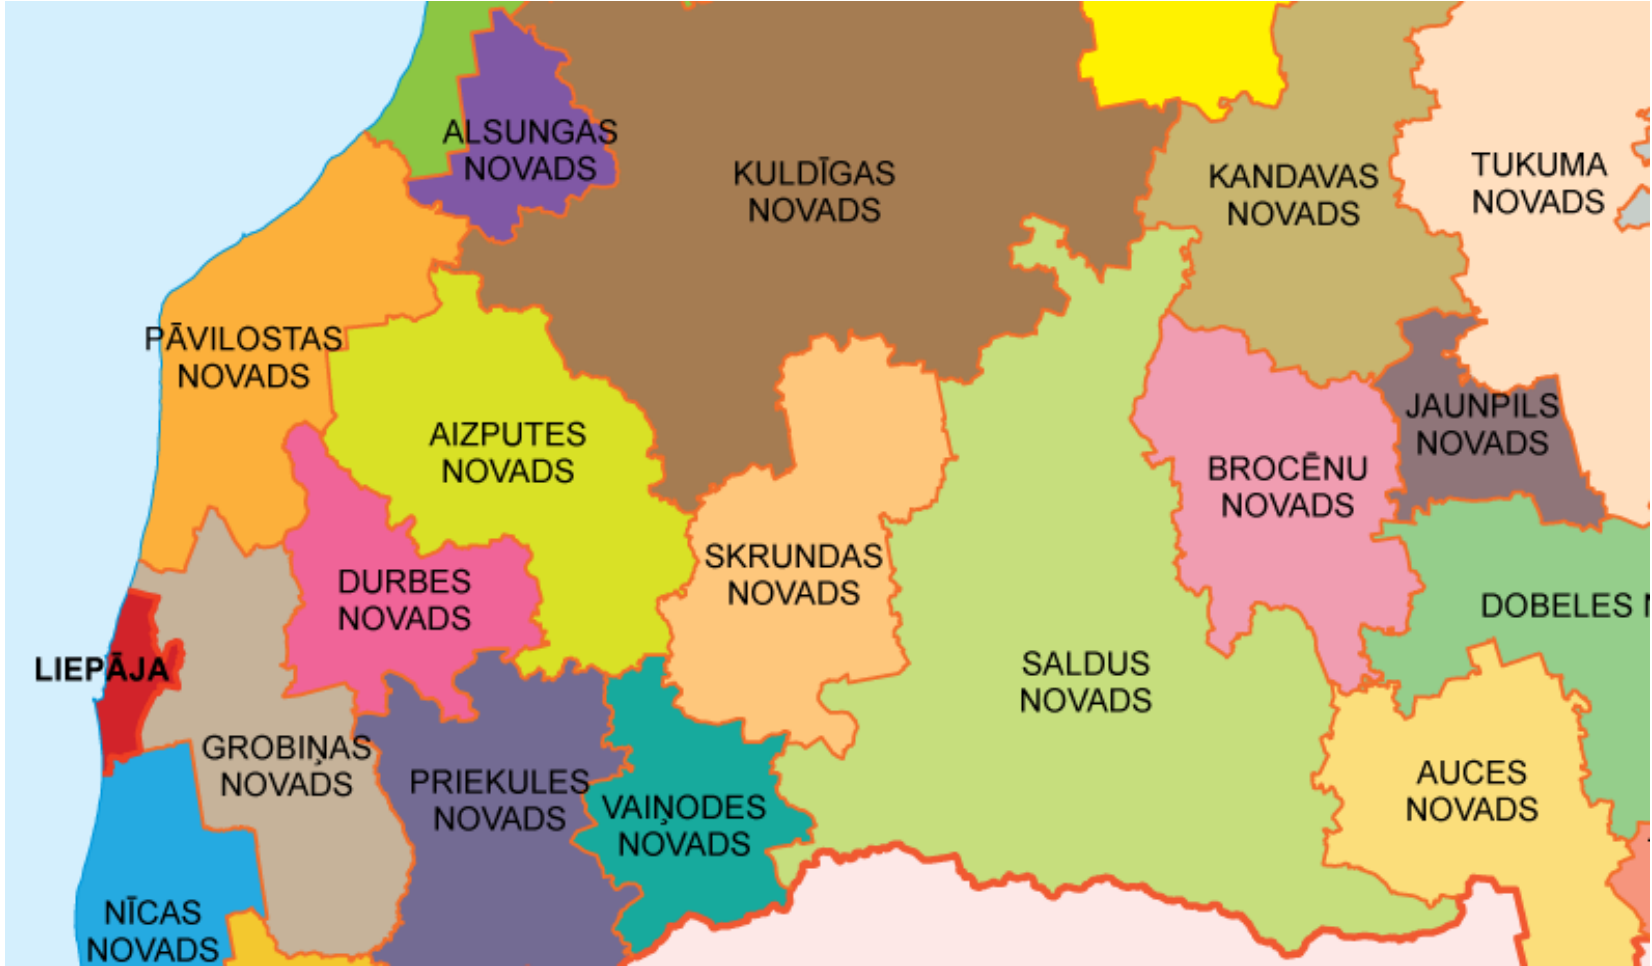 ALSUNGAS
NOVADS
KULDĪGAS
NOVADS
KANDAVAS
NOVADS
TUKUMA
NOVADS
PĀVILOSTAS
NOVADS
AIZPUTES
NOVADS
JAUNPILS
NOVADS
BROCĒNU
NOVADS
SKRUNDAS
NOVADS
DURBES
NOVADS
DOBELES
LIEPĀJA
SALDUS
NOVADS
GROBIŅAS
NOVADS
PRIEKULES
NOVADS
VAIŅODES
NOVADS
AUCES
NOVADS
NĪCAS
NOVADS